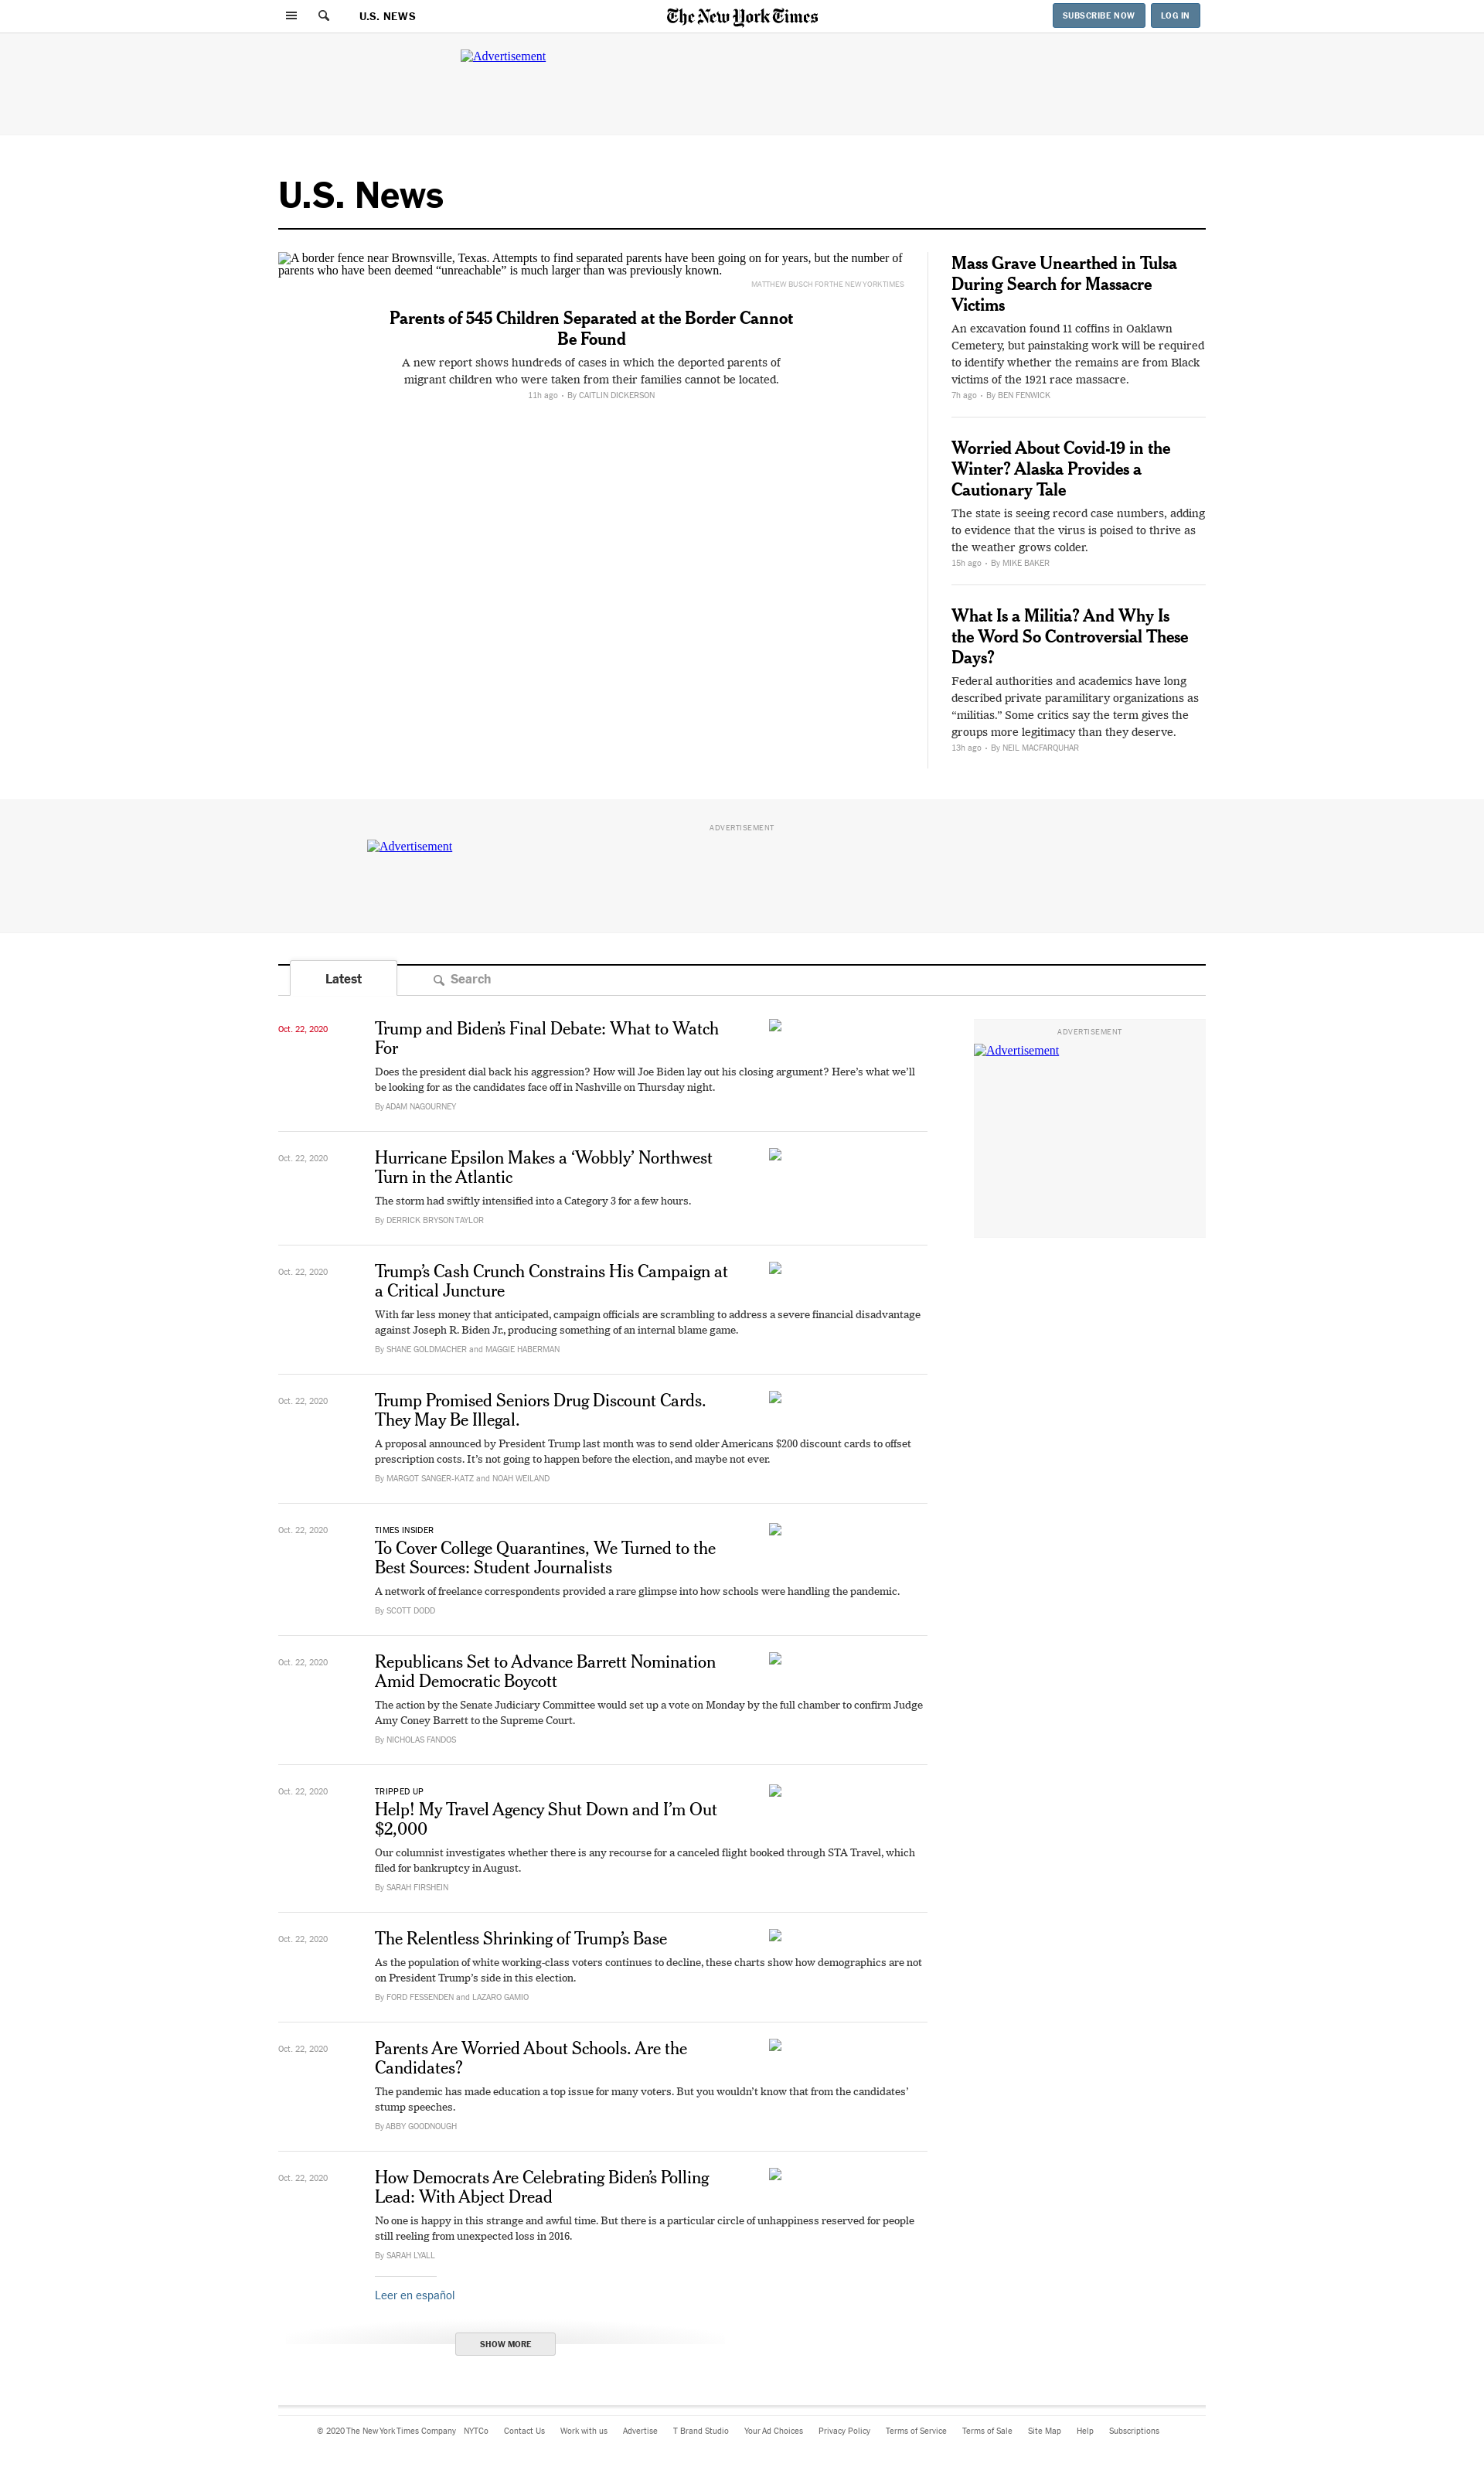 U.S. NEWS
The New York Times
SUBSCRIBE NOW
LOG IN
Advertisement
U.S. News
A border fence near Brownsville, Texas. Attempts to find separated parents have been going on for years, but the number of
parents who have been deemed “unreachable” is much larger than was previously known.
MATTHEW BUSCH FOR THE NEW YORK TIMES
Parents of 545 Children Separated at the Border Cannot
Be Found
A new report shows hundreds of cases in which the deported parents of
migrant children who were taken from their families cannot be located.
11h ago • By CAITLIN DICKERSON
Mass Grave Unearthed in Tulsa
During Search for Massacre
Victims
An excavation found 11 coffins in Oaklawn
Cemetery, but painstaking work will be required
to identify whether the remains are from Black
victims of the 1921 race massacre.
7h ago • By BEN FENWICK
Worried About Covid-19 in the
Winter? Alaska Provides a
Cautionary Tale
The state is seeing record case numbers, adding
to evidence that the virus is poised to thrive as
the weather grows colder.
15h ago • By MIKE BAKER
What Is a Militia? And Why Is
the Word So Controversial These
Days?
Federal authorities and academics have long
described private paramilitary organizations as
“militias.” Some critics say the term gives the
groups more legitimacy than they deserve.
13h ago • By NEIL MACFARQUHAR
ADVERTISEMENT
Advertisement
Latest
Search
Oct. 22, 2020
Trump and Biden’s Final Debate: What to Watch
For
Does the president dial back his aggression? How will Joe Biden lay out his closing argument? Here’s what we’ll
be looking for as the candidates face off in Nashville on Thursday night.
By ADAM NAGOURNEY
ADVERTISEMENT
Advertisement
Oct. 22, 2020
Hurricane Epsilon Makes a ‘Wobbly’ Northwest
Turn in the Atlantic
The storm had swiftly intensified into a Category 3 for a few hours.
By DERRICK BRYSON TAYLOR
Oct. 22, 2020
Trump’s Cash Crunch Constrains His Campaign at
a Critical Juncture
With far less money that anticipated, campaign officials are scrambling to address a severe financial disadvantage
against Joseph R. Biden Jr., producing something of an internal blame game.
By SHANE GOLDMACHER and MAGGIE HABERMAN
Oct. 22, 2020
Trump Promised Seniors Drug Discount Cards.
They May Be Illegal.
A proposal announced by President Trump last month was to send older Americans $200 discount cards to offset
prescription costs. It’s not going to happen before the election, and maybe not ever.
By MARGOT SANGER-KATZ and NOAH WEILAND
Oct. 22, 2020
TIMES INSIDER
To Cover College Quarantines, We Turned to the
Best Sources: Student Journalists
A network of freelance correspondents provided a rare glimpse into how schools were handling the pandemic.
By SCOTT DODD
Oct. 22, 2020
Republicans Set to Advance Barrett Nomination
Amid Democratic Boycott
The action by the Senate Judiciary Committee would set up a vote on Monday by the full chamber to confirm Judge
Amy Coney Barrett to the Supreme Court.
By NICHOLAS FANDOS
Oct. 22, 2020
TRIPPED UP
Help! My Travel Agency Shut Down and I’m Out
$2,000
Our columnist investigates whether there is any recourse for a canceled flight booked through STA Travel, which
filed for bankruptcy in August.
By SARAH FIRSHEIN
Oct. 22, 2020
The Relentless Shrinking of Trump’s Base
As the population of white working-class voters continues to decline, these charts show how demographics are not
on President Trump’s side in this election.
By FORD FESSENDEN and LAZARO GAMIO
Oct. 22, 2020
Parents Are Worried About Schools. Are the
Candidates?
The pandemic has made education a top issue for many voters. But you wouldn’t know that from the candidates’
stump speeches.
By ABBY GOODNOUGH
Oct. 22, 2020
How Democrats Are Celebrating Biden’s Polling
Lead: With Abject Dread
No one is happy in this strange and awful time. But there is a particular circle of unhappiness reserved for people
still reeling from unexpected loss in 2016.
By SARAH LYALL
Leer en español
SHOW MORE
© 2020 The New York Times Company NYTCo Contact Us Work with us Advertise T Brand Studio Your Ad Choices Privacy Policy Terms of Service Terms of Sale Site Map Help Subscriptions